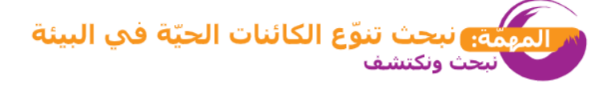 المهمّة: نبحث تنوّع الكائنات الحيّة في البيئة
نبحث ونكتشف